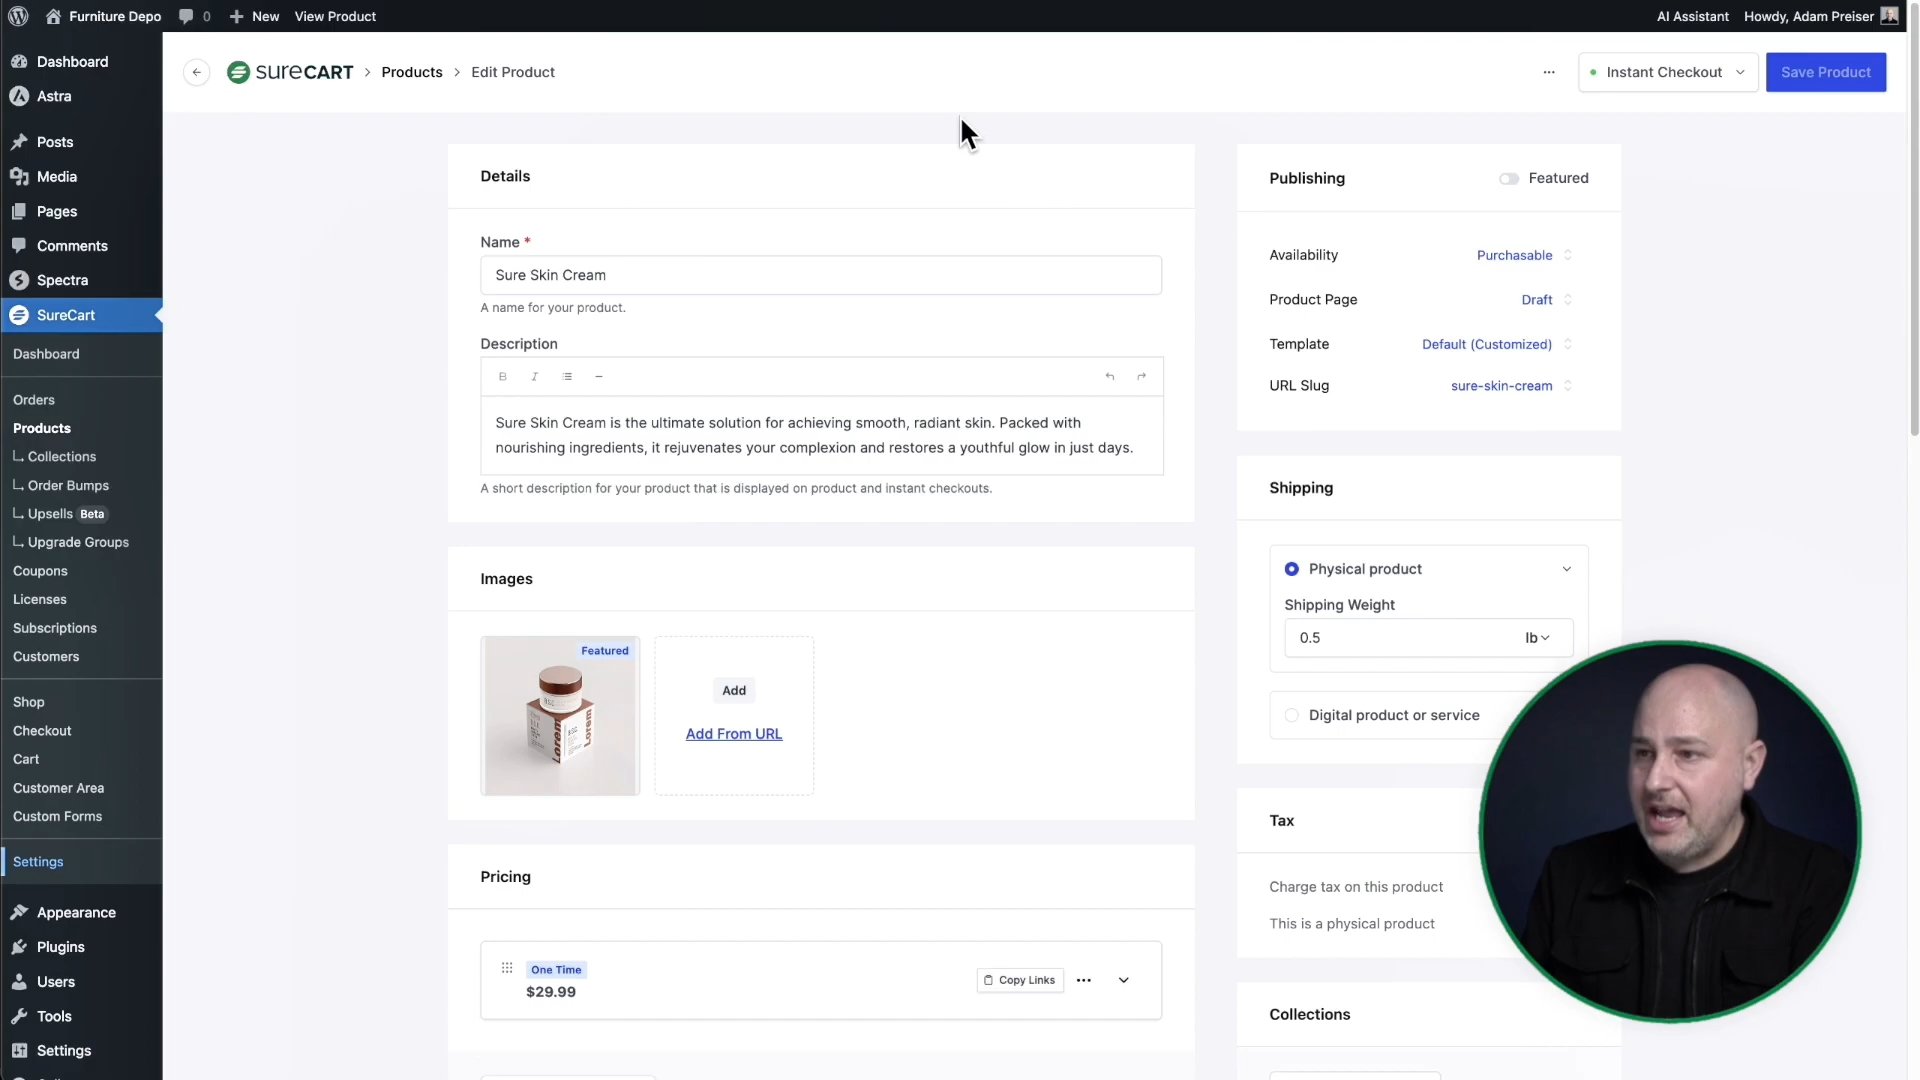 Furniture Depo
0
New
View Product
AI Assistant
Howdy, Adam Preiser
Dashboard
Astra
Posts
Media
Pages
Comments
Spectra
SureCart
Dashboard
Orders
Products
Collections
Order Bumps
Upsells Beta
Upgrade Groups
Coupons
Licenses
Subscriptions
Customers
Shop
Checkout
Cart
Customer Area
Custom Forms
Settings
Appearance
Plugins
Users
Tools
Settings
SURECART
Products
Edit Product
Instant Checkout
Save Product
Details
Name *
Sure Skin Cream
A name for your product.
Description
Sure Skin Cream is the ultimate solution for achieving smooth, radiant skin. Packed with
nourishing ingredients, it rejuvenates your complexion and restores a youthful glow in just days.
A short description for your product that is displayed on product and instant checkouts.
Images
Featured
Lorem
Lorem
Add
Add From URL
Pricing
One Time
$29.99
Copy Links
Publishing
Featured
Availability
Purchasable
Product Page
Draft
Template
Default (Customized)
URL Slug
sure-skin-cream
Shipping
Physical product
Shipping Weight
0.5
lb
Digital product or service
Tax
Charge tax on this product
This is a physical product
Collections